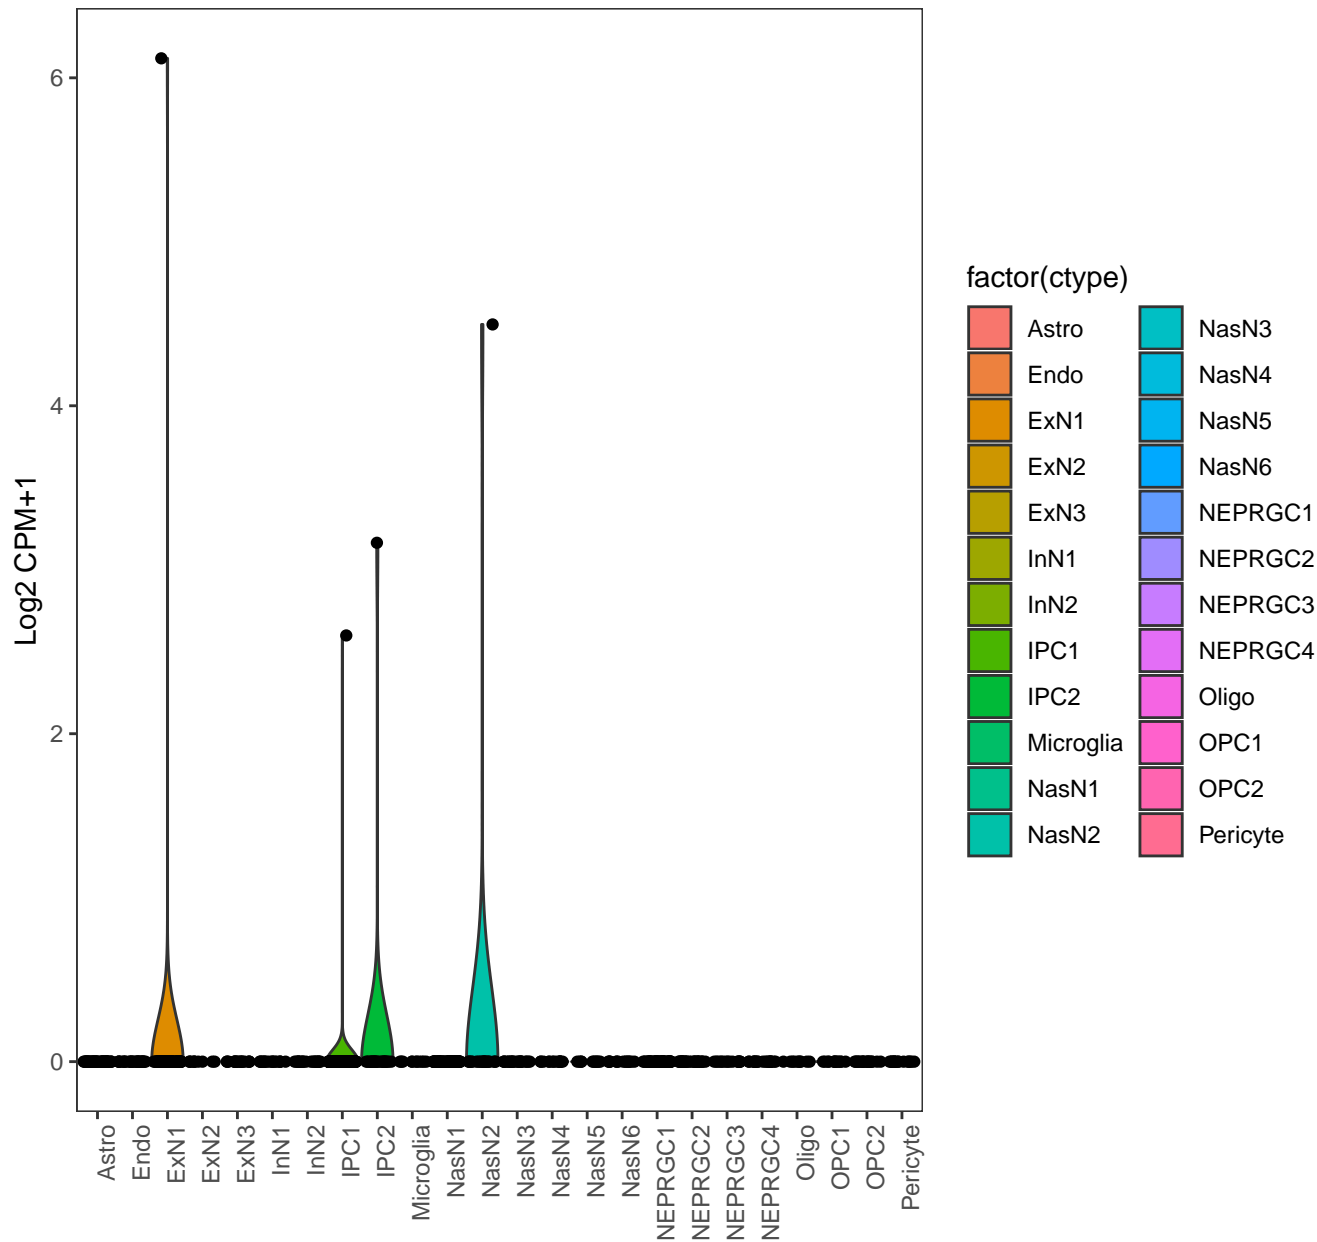 6
4
2
0
Log2 CPM+1
Astro
Endo
ExN1
ExN2
ExN3
InN1
InN2
IPC1
IPC2
Microglia
NasN1
NasN2
NasN3
NasN4
NasN5
NasN6
NEPRGC1
NEPRGC2
NEPRGC3
NEPRGC4
Oligo
OPC1
OPC2
Pericyte
factor(ctype)
Astro
Endo
ExN1
ExN2
ExN3
InN1
InN2
IPC1
IPC2
Microglia
NasN1
NasN2
NasN3
NasN4
NasN5
NasN6
NEPRGC1
NEPRGC2
NEPRGC3
NEPRGC4
Oligo
OPC1
OPC2
Pericyte